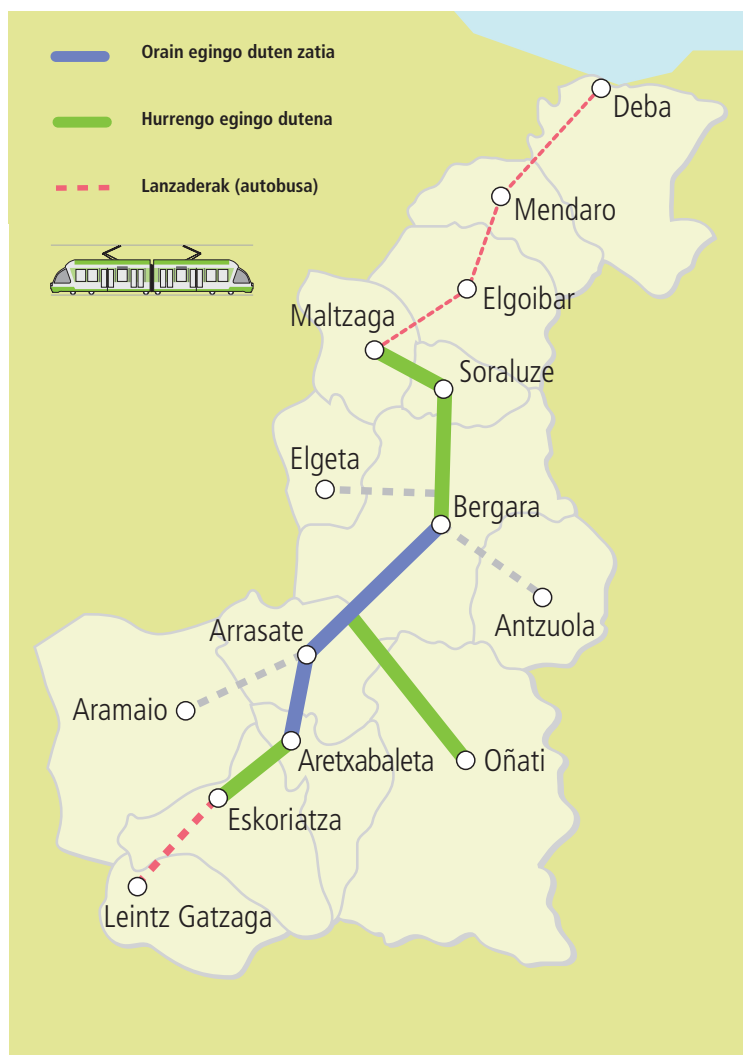 Orain egingo duten zatia
Hurrengo egingo dutena
Lanzaderak (autobusa)
Deba
Mendaro
Elgoibar
Maltzaga
Soraluze
Elgeta
Bergara
Antzuola
Arrasate
Aramaio
Aretxabaleta
Oñati
Eskoriatza
Leintz Gatzaga